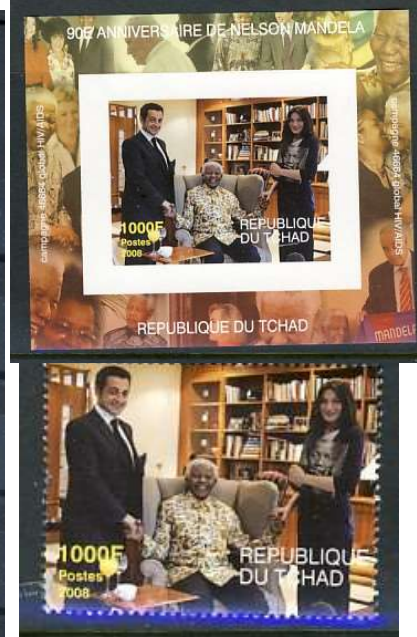 90E ANNIVERSAIRE DE NELSON MANDELA
campagne 46664 global HIV/AIDS
campagne 46664 global HIV/AIDS
1000F
Postes
2008
REPUBLIQUE
DU TCHAD
REPUBLIQUE DU TCHAD
MANDELA
1000F
Postes
2008
REPUBLIQUE
DU TCHAD